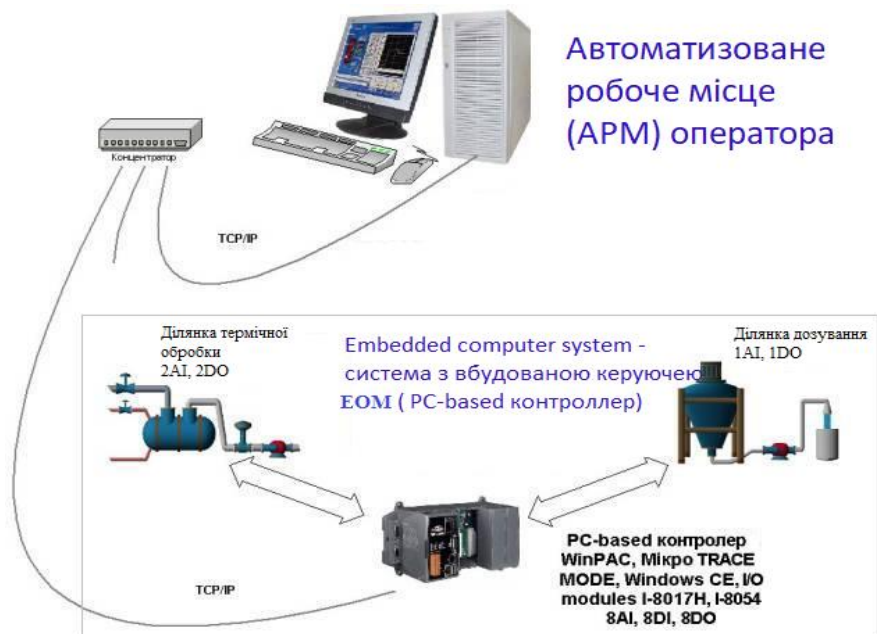 Автоматизоване
робоче місце
(АРМ) оператора
Концентратор
TCP/IP
Ділянка термічної
обробки
2AI, 2DO
Embedded computer system -
система з вбудованою керуючею
ЕОМ ( PC-based контроллер)
Ділянка дозування
1AI, 1DO
PC-based контролер
WinPAC, Мікро TRACE
MODE, Windows CE, I/O
modules I-8017H, I-8054
8AI, 8DI, 8DO
TCP/IP